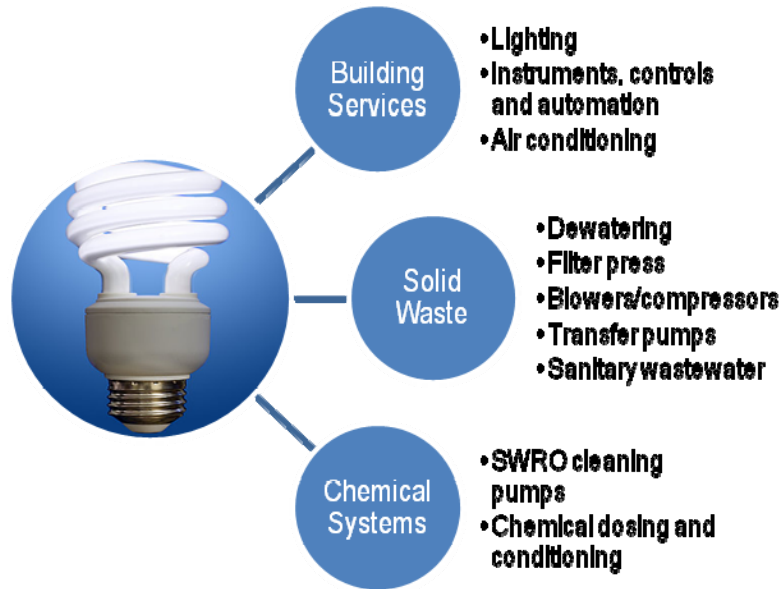 Building
Services
• Lighting
• Instruments, controls
and automation
• Air conditioning
Solid
Waste
• Dewatering
• Filter press
• Blowers/compressors
• Transfer pumps
• Sanitary wastewater
Chemical
Systems
• SWRO cleaning
pumps
• Chemical dosing and
conditioning